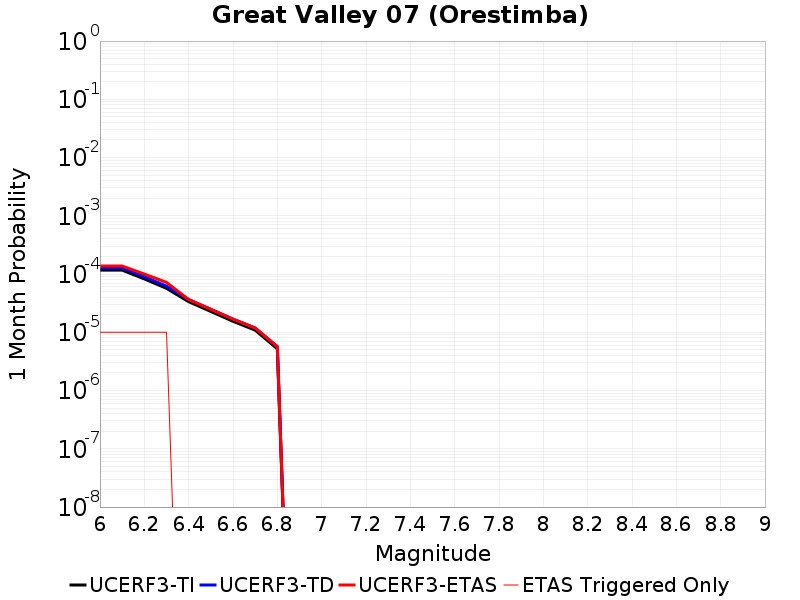 Great Valley 07 (Orestimba)
1 Month Probability
10^0
10^-1
10^-2
10^-3
10^-4
10^-5
10^-6
10^-7
10^-8
6 6.2 6.4 6.6 6.8 7 7.2 7.4 7.6 7.8 8 8.2 8.4 8.6 8.8 9
Magnitude
UCERF3-TI UCERF3-TD UCERF3-ETAS ETAS Triggered Only